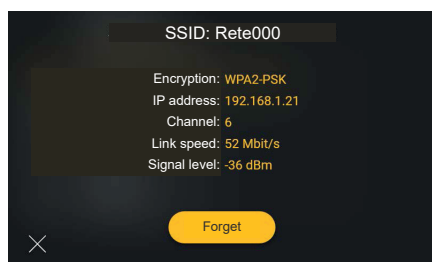 SSID: Rete000
Encryption: WPA2-PSK
IP address: 192.168.1.21
Channel: 6
Link speed: 52 Mbit/s
Signal level: -36 dBm
Forget